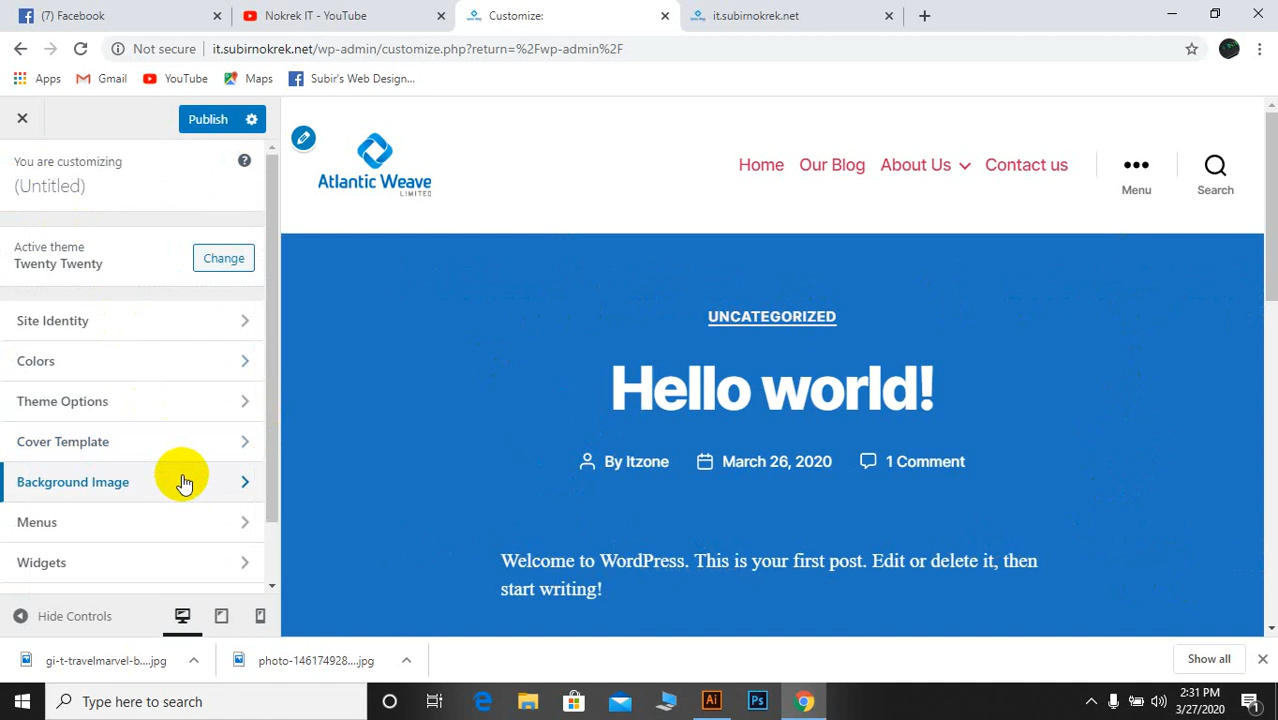 (7) Facebook
Nokrek IT - YouTube
Customize:
it.subirnokrek.net
Not secure
it.subirnokrek.net/wp-admin/customize.php?return=%2Fwp-admin%2F
Apps
Gmail
YouTube
Maps
Subir's Web Design...
Publish
You are customizing
(Untitled)
Active theme
Twenty Twenty
Change
Site Identity
Colors
Theme Options
Cover Template
Background Image
Menus
Widgets
Hide Controls
Atlantic Weave
LIMITED
Home
Our Blog
About Us
Contact us
Menu
Search
UNCATEGORIZED
Hello world!
By Itzone
March 26, 2020
1 Comment
Welcome to WordPress. This is your first post. Edit or delete it, then
start writing!
gi-t-travelmarvel-b....jpg
photo-146174928....jpg
Show all
Type here to search
Ai
Ps
2:31 PM
3/27/2020
1